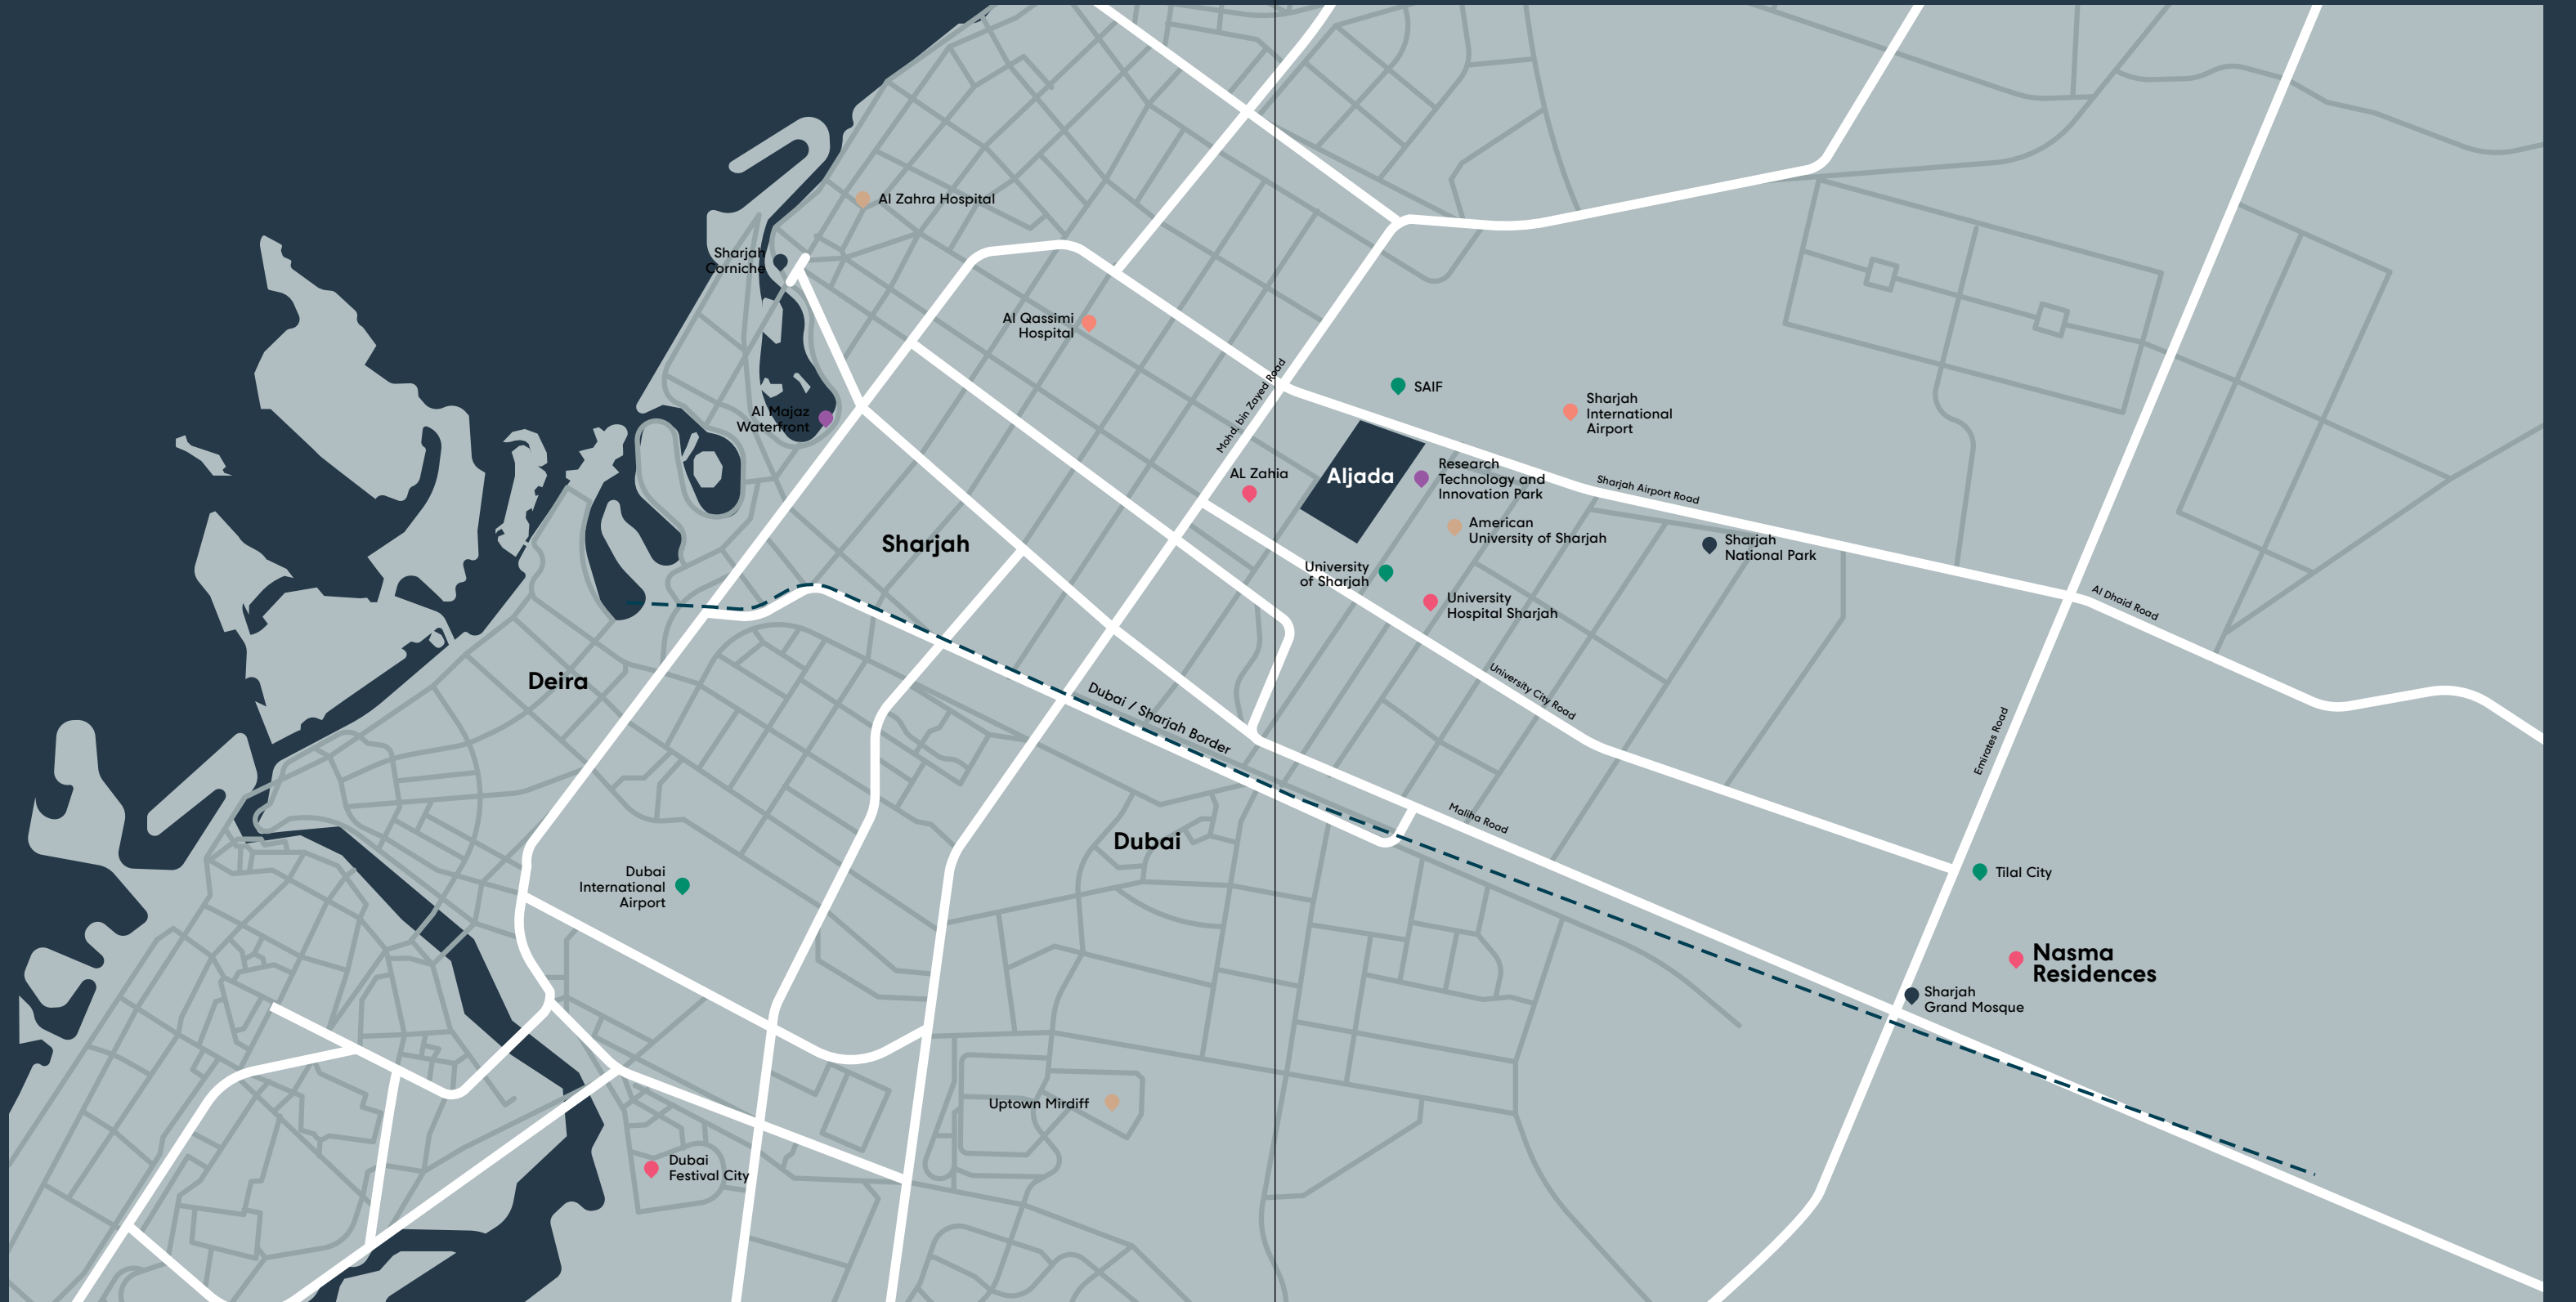 Al Zahra Hospital
Sharjah
Corniche
Al Qassimi
Hospital
Mohd. bin Zayed Road
SAIF
Sharjah
International
Airport
Al Majaz
Waterfront
AL Zahia
Aljada
Research
Technology and
Innovation Park
Sharjah Airport Road
American
University of Sharjah
Sharjah
National Park
Sharjah
University
of Sharjah
University
Hospital Sharjah
Al Dhaid Road
Deira
University City Road
Dubai / Sharjah Border
Emirates Road
Maliha Road
Dubai
Dubai
International
Airport
Tilal City
Nasma
Residences
Sharjah
Grand Mosque
Uptown Mirdiff
Dubai
Festival City